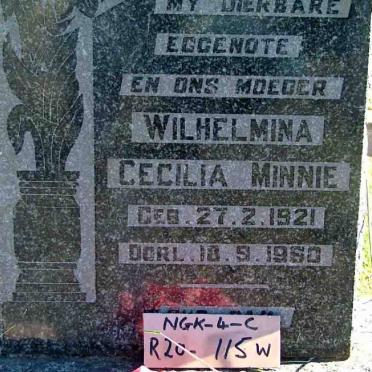 MY DIERBARE
EGGENOTE
EN ONS MOEDER
WILHELMINA
CECILIA MINNIE
GEB. 27.2.1921
OORL. 10.9.1960
NGK-4-C
R20- 115W